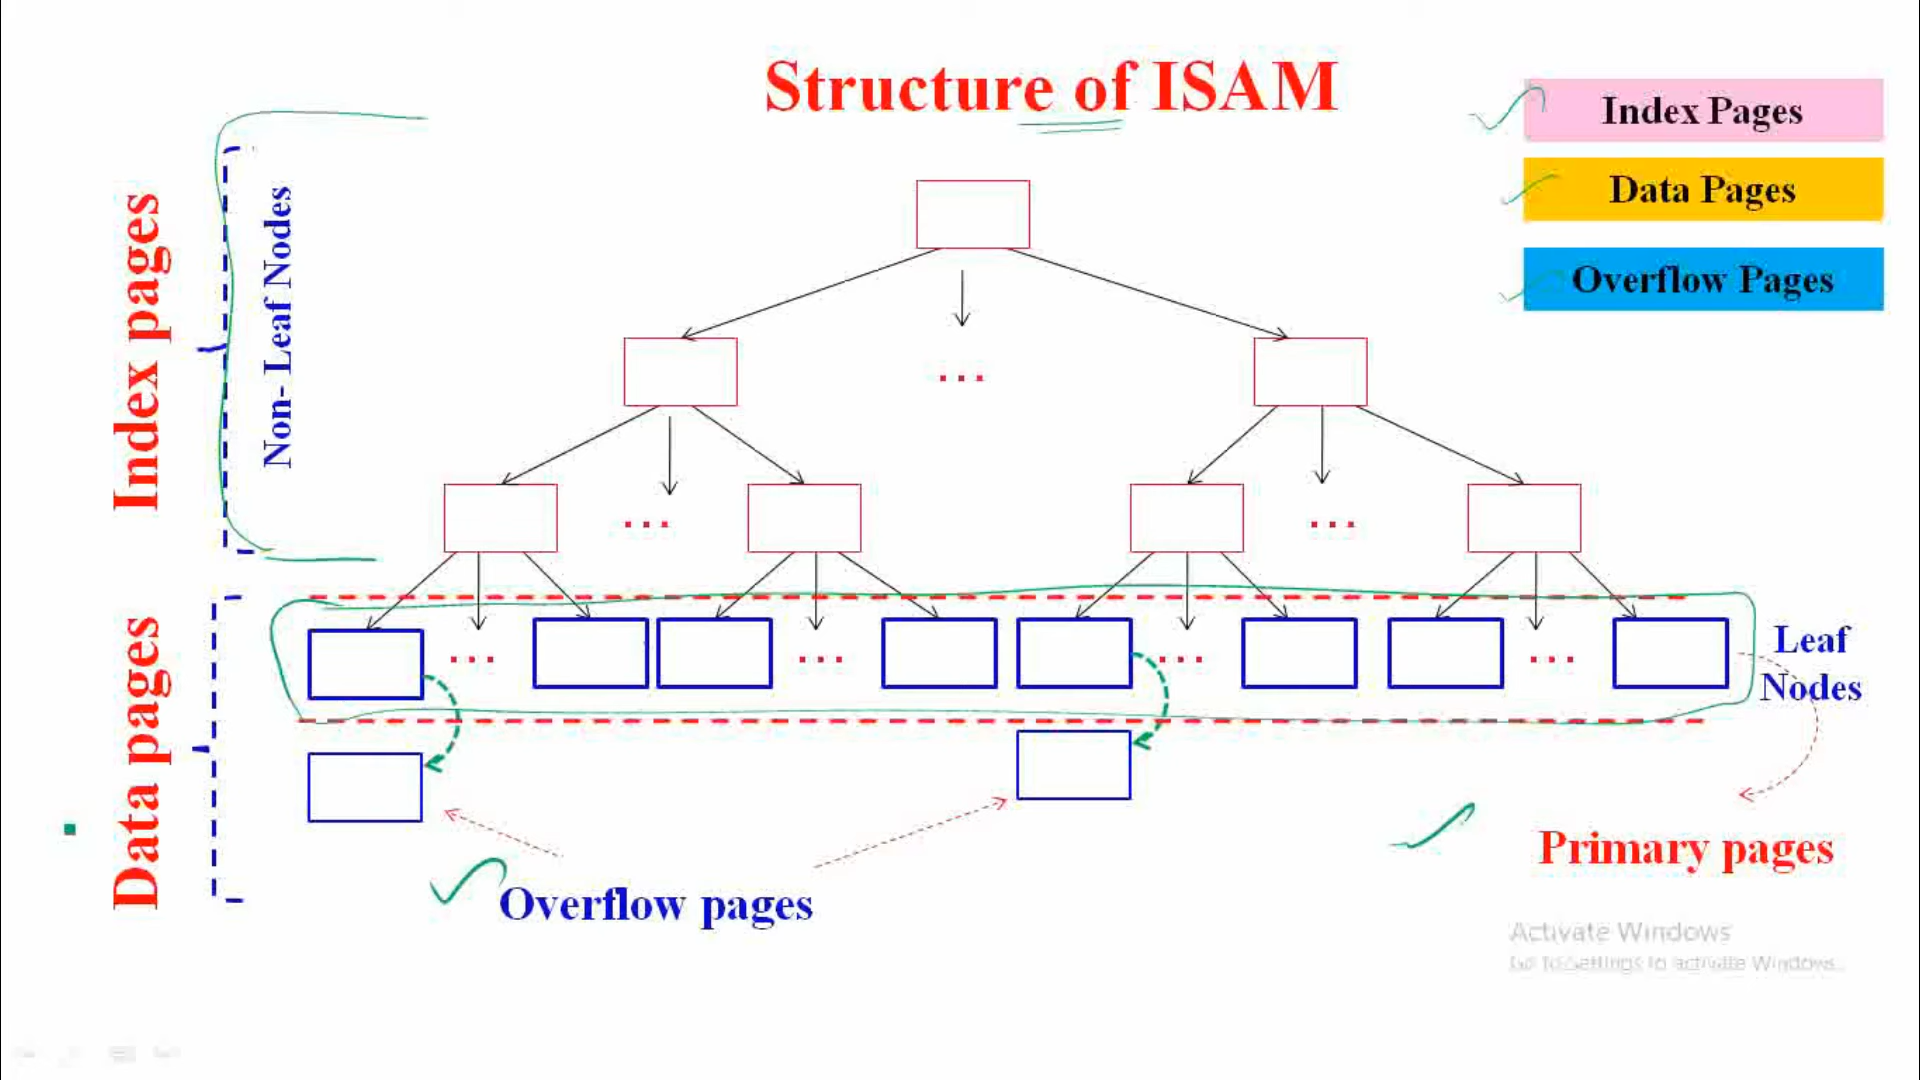 Structure of ISAM
Index Pages
Data Pages
Overflow Pages
Index pages
Non- Leaf Nodes
Data pages
Leaf
Nodes
Primary pages
Overflow pages
Activate Windows
Go to Settings to activate Windows.